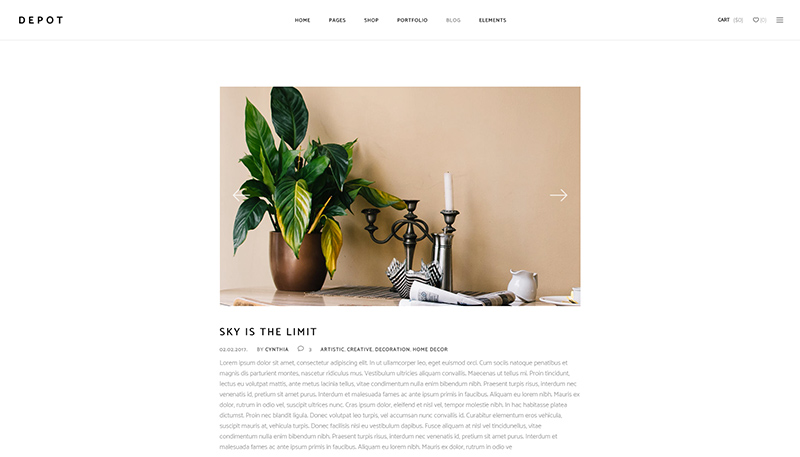 DEPOT
HOME PAGES SHOP PORTFOLIO BLOG ELEMENTS
CART ($0) (0)
SKY IS THE LIMIT
02.02.2017. BY CYNTHIA 3 ARTISTIC, CREATIVE, DECORATION, HOME DECOR
Lorem ipsum dolor sit amet, consectetur adipiscing elit. In ut ullamcorper leo, eget euismod orci. Cum sociis natoque penatibus et
magnis dis parturient montes, nascetur ridiculus mus. Vestibulum ultricies aliquam convallis. Maecenas ut tellus mi. Proin tincidunt,
lectus eu volutpat mattis, ante metus lacinia tellus, vitae condimentum nulla enim bibendum nibh. Praesent turpis risus, interdum nec
venenatis id, pretium sit amet purus. Interdum et malesuada fames ac ante ipsum primis in faucibus. Aliquam eu lorem nibh. Mauris ex
dolor, rutrum in odio vel, suscipit ultrices nunc. Cras ipsum dolor, eleifend et nisl vel, tempor molestie nibh. In hac habitasse platea
dictumst. Proin nec blandit ligula. Donec volutpat leo turpis, vel accumsan nunc convallis id. Curabitur elementum eros vehicula,
suscipit mauris at, vehicula turpis. Donec facilisis nisl eu vestibulum dapibus. Fusce aliquam at nisl vel tincidunellus, vitae
condimentum nulla enim bibendum nibh. Praesent turpis risus, interdum nec venenatis id, pretium sit amet purus. Interdum et
malesuada fames ac ante ipsum primis in faucibus. Aliquam eu lorem nibh. Mauris ex dolor, rutrum in odio ve